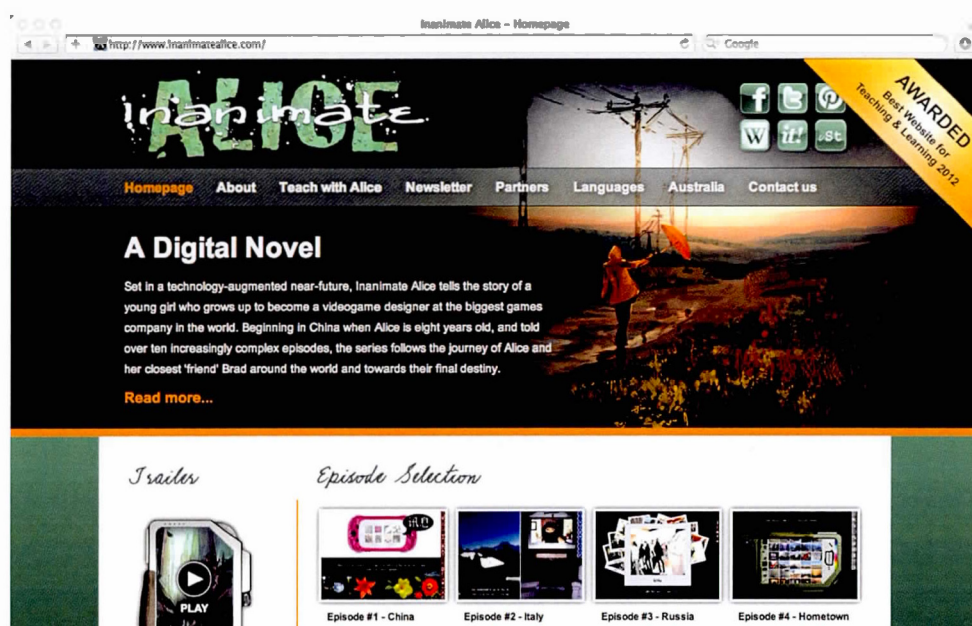 Inanimate Alice – Homepage
http://www.inanimatealice.com/
Google
inanimate ALICE
AWARDED
Best Website for
Teaching & Learning 2012
f t p
W it! eSt
Homepage About Teach with Alice Newsletter Partners Languages Australia Contact us
A Digital Novel
Set in a technology-augmented near-future, Inanimate Alice tells the story of a
young girl who grows up to become a videogame designer at the biggest games
company in the world. Beginning in China when Alice is eight years old, and told
over ten increasingly complex episodes, the series follows the journey of Alice and
her closest 'friend' Brad around the world and towards their final destiny.
Read more...
Trailer
Episode Selection
PLAY
Episode #1 - China
Episode #2 - Italy
Episode #3 - Russia
Episode #4 - Hometown